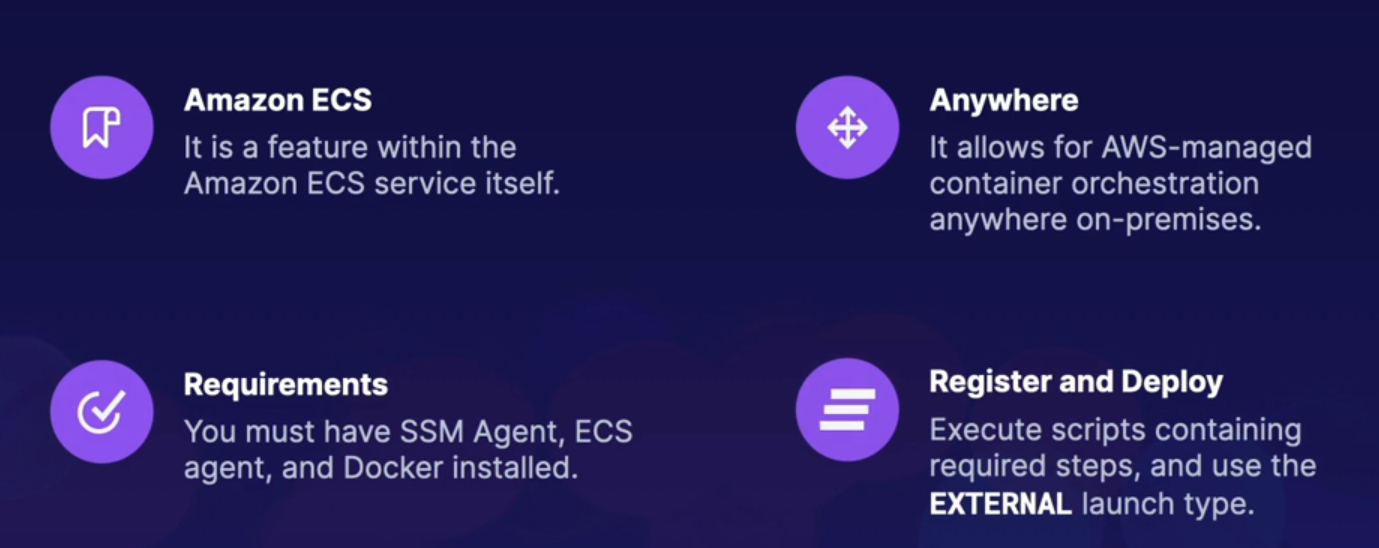 Amazon ECS
It is a feature within the
Amazon ECS service itself.
Anywhere
It allows for AWS-managed
container orchestration
anywhere on-premises.
Requirements
You must have SSM Agent, ECS
agent, and Docker installed.
Register and Deploy
Execute scripts containing
required steps, and use the
EXTERNAL launch type.